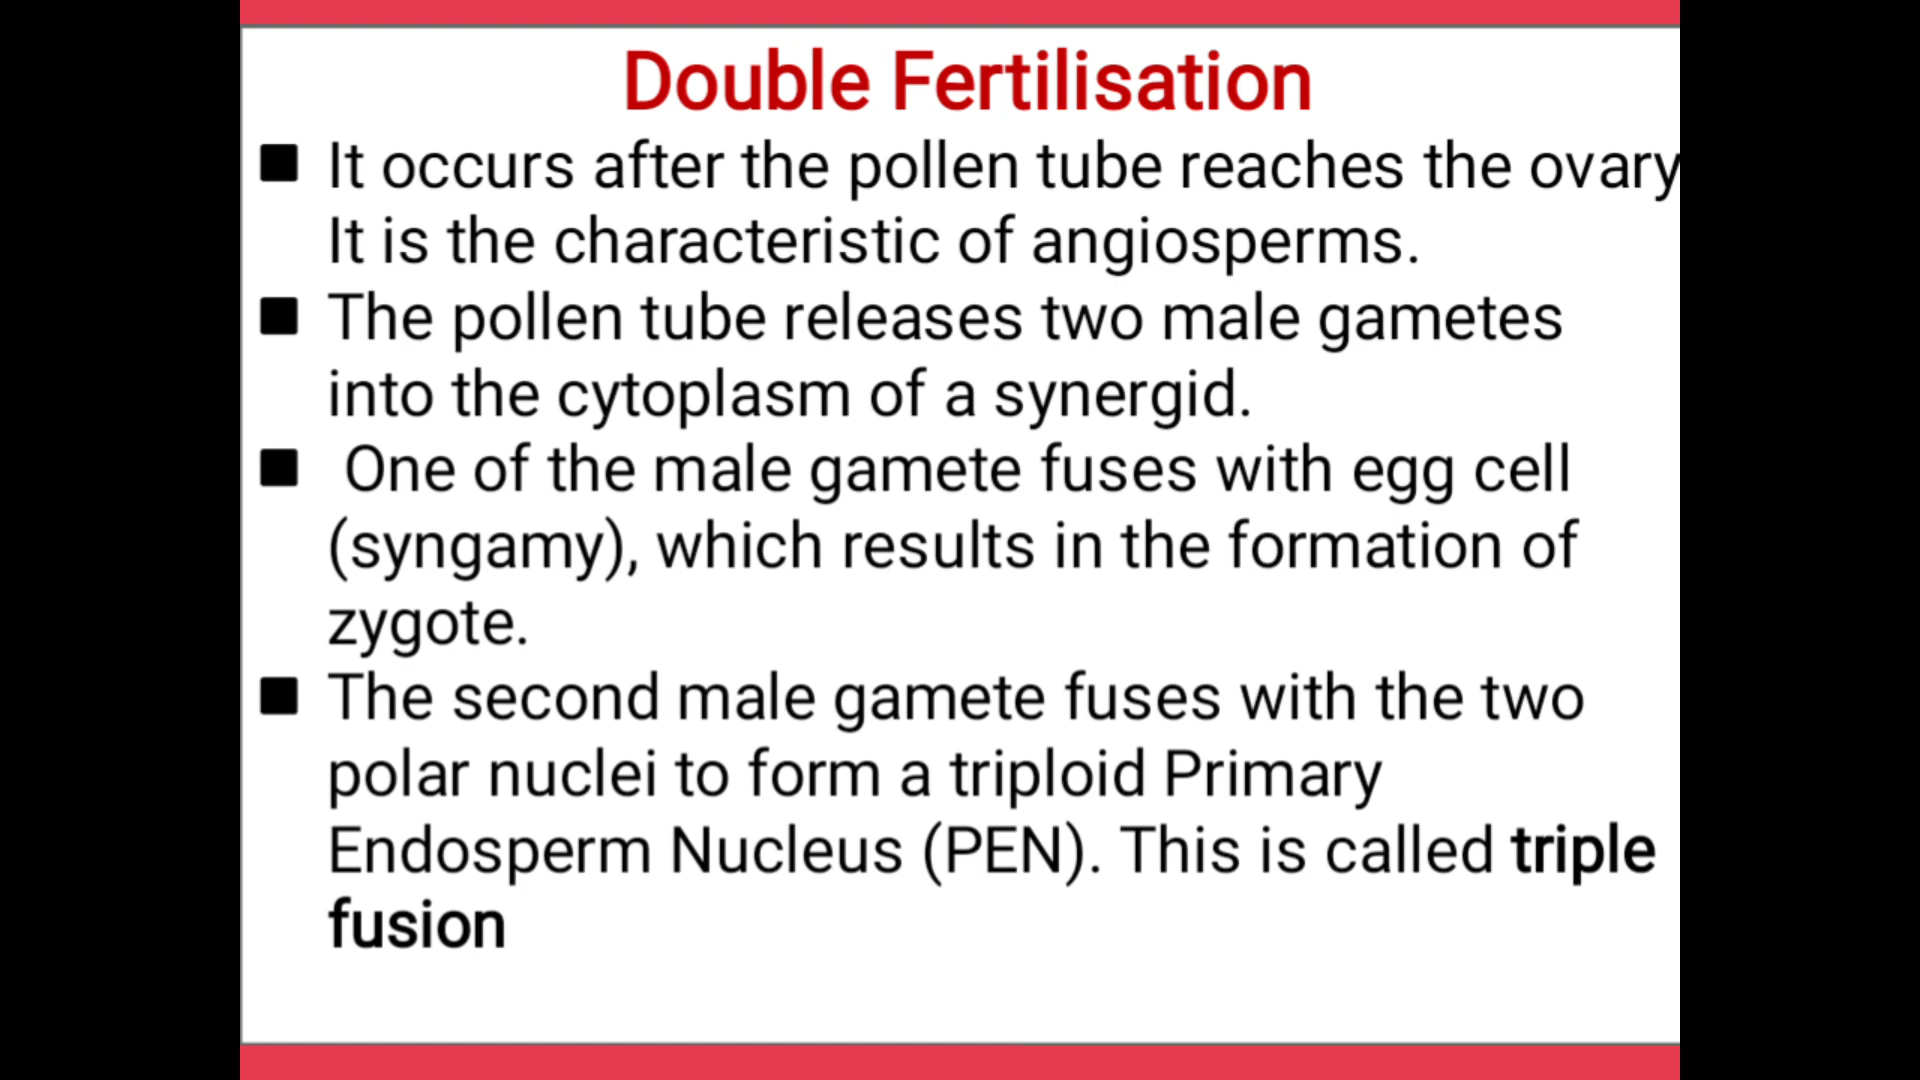 Double Fertilisation
■ It occurs after the pollen tube reaches the ovary
It is the characteristic of angiosperms.
■ The pollen tube releases two male gametes
into the cytoplasm of a synergid.
■ One of the male gamete fuses with egg cell
(syngamy), which results in the formation of
zygote.
■ The second male gamete fuses with the two
polar nuclei to form a triploid Primary
Endosperm Nucleus (PEN). This is called triple
fusion